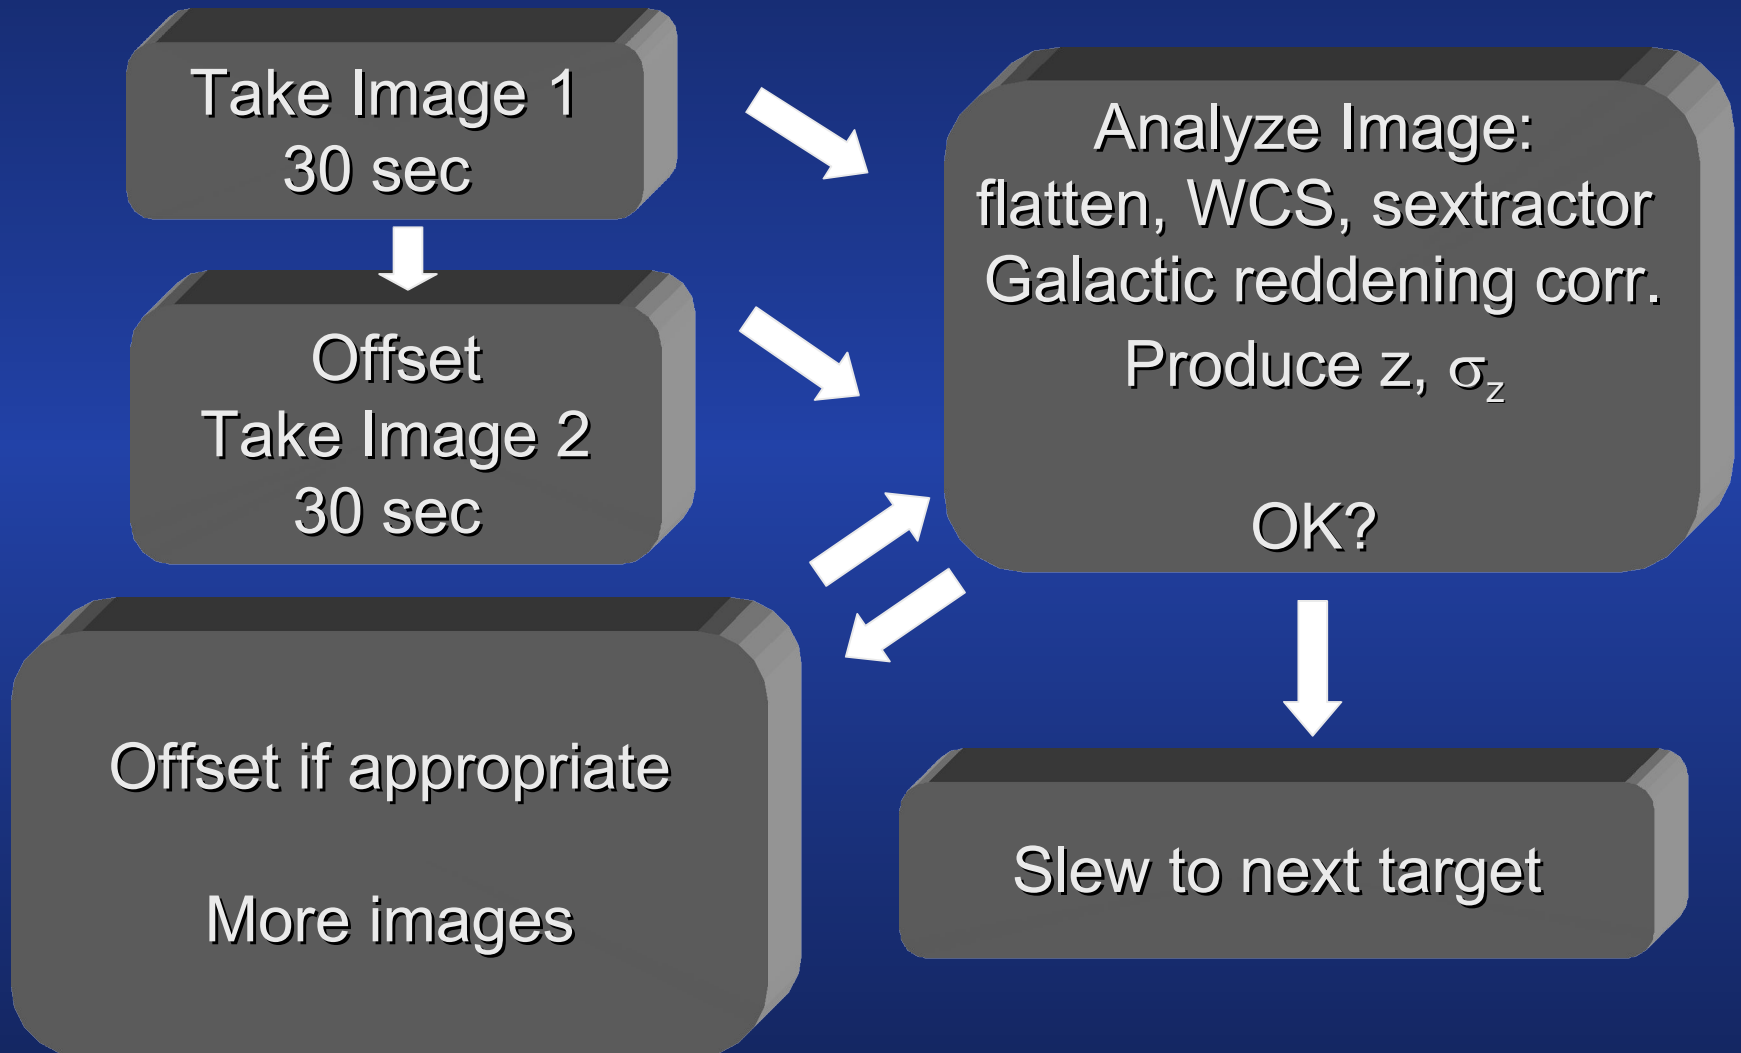 Take Image 1
30 sec
Offset
Take Image 2
30 sec
Offset if appropriate
More images
Analyze Image:
flatten, WCS, sextractor
Galactic reddening corr.
Produce z, σz
OK?
Slew to next target